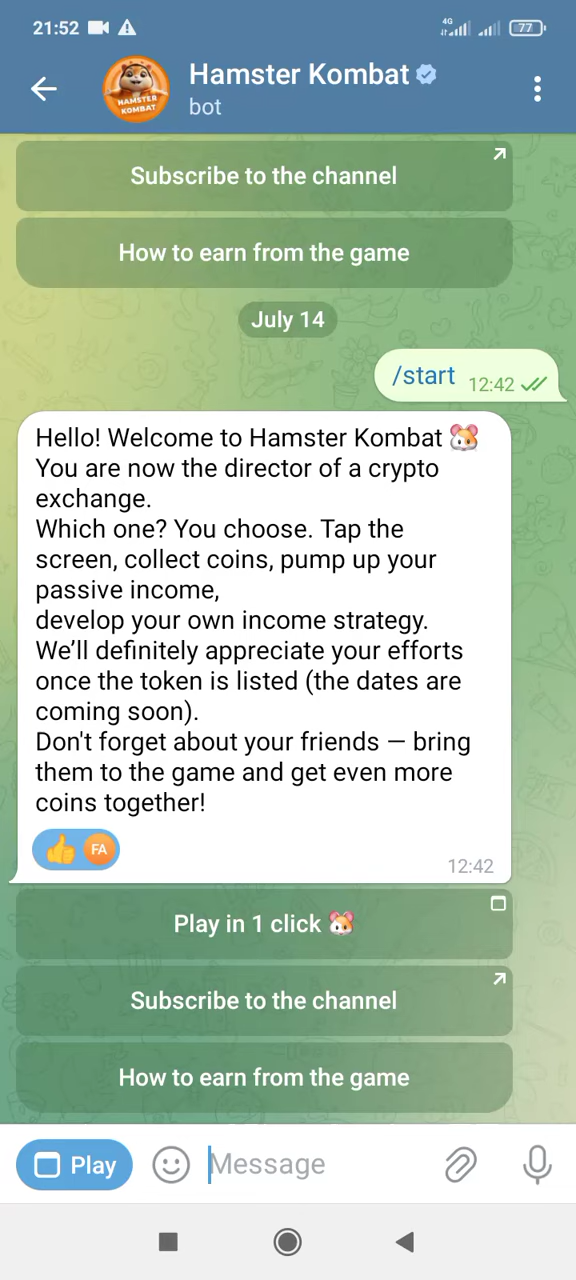 21:52
4G
77
Hamster Kombat
bot
HAMSTER
KOMBAT
Subscribe to the channel
How to earn from the game
July 14
/start 12:42
Hello! Welcome to Hamster Kombat 🐹
You are now the director of a crypto
exchange.
Which one? You choose. Tap the
screen, collect coins, pump up your
passive income,
develop your own income strategy.
We’ll definitely appreciate your efforts
once the token is listed (the dates are
coming soon).
Don't forget about your friends — bring
them to the game and get even more
coins together!
👍 FA
12:42
Play in 1 click 🐹
Subscribe to the channel
How to earn from the game
Play
Message